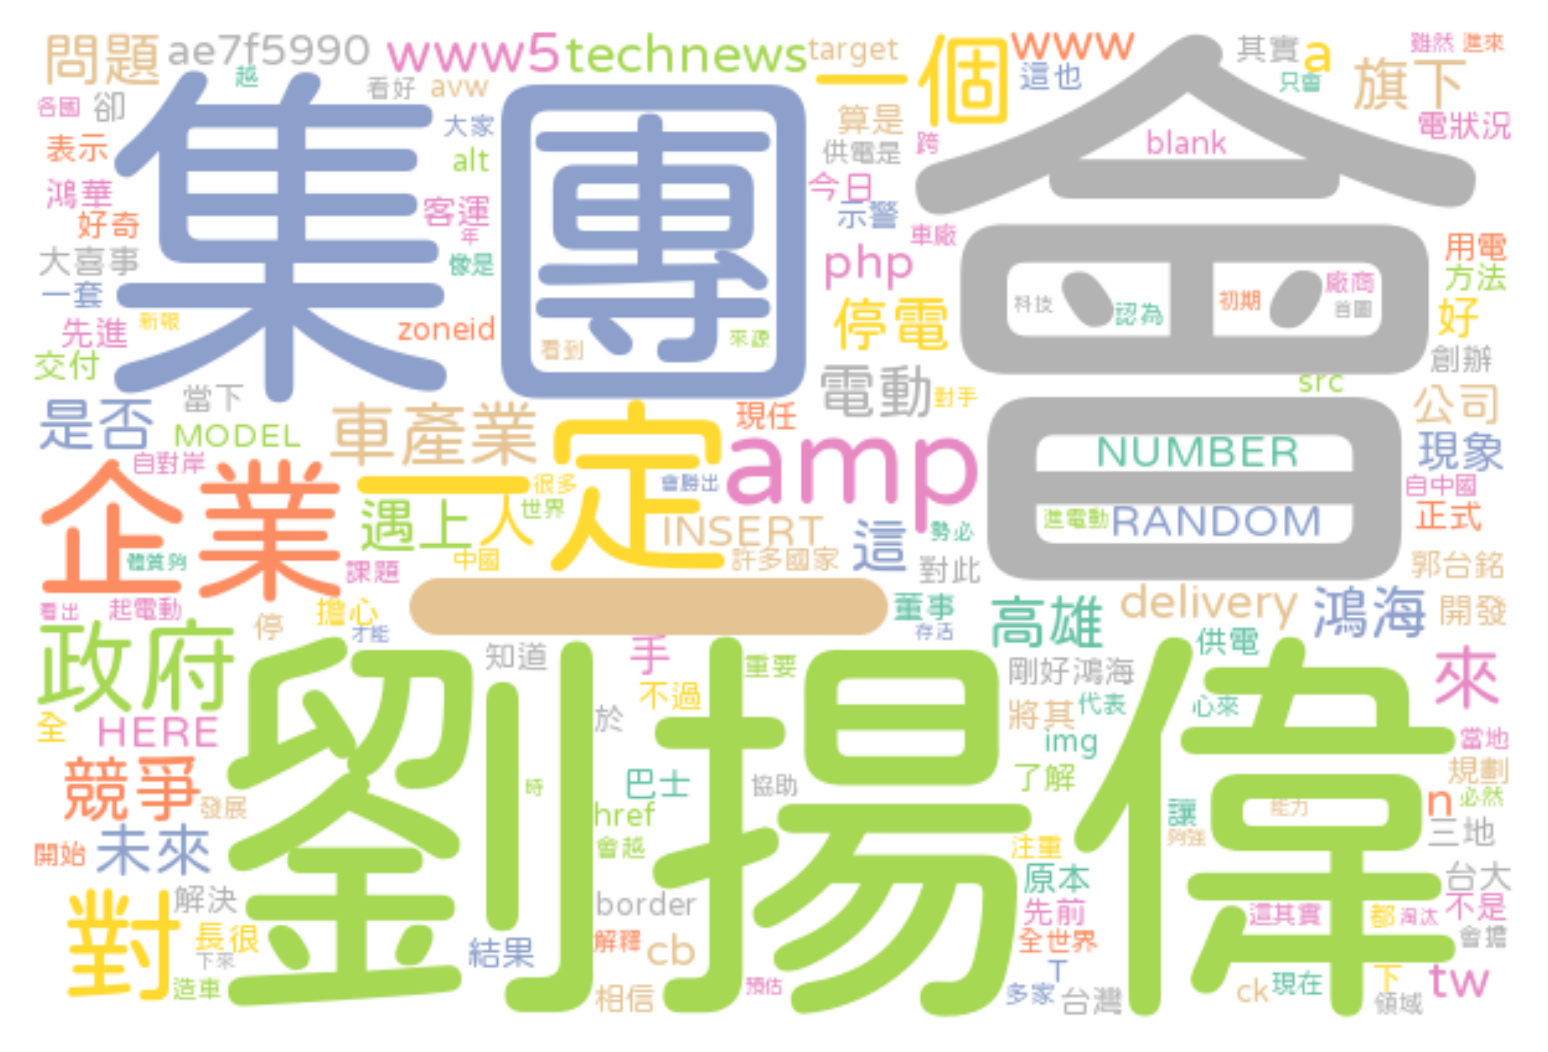 問題 ae7f5990 www5 technews target 一個 www 其實 a 雖然 進來
越 看好 avw 這也 只會 旗下
各國 卻 大家 算是 電狀況
表示 alt 供電是 跨 blank
鴻華 集團 會 今日
好奇 客運 年 示警 車廠 用電
大喜事 像是 php 方法
一套 科技 認為 初期 廠商 首圖
先進 新報 zoneid 看到 來源 停電 好
交付 當下 電動 對手 src 創辦
是否 MODEL 車產業 現任 公司
自對岸 一定 amp NUMBER 現象
企業 很多 會勝出 自中國
遇上 人 世界 INSERT 這 勢必 進電動 RANDOM 正式
體質夠 課題 中國 許多國家 對此 郭台銘
看出 起電動 擔心 一 董事 高雄 delivery 鴻海 開發
政府 停 才能 存活 供電
劉揚偉 知道 手 重要 剛好鴻海 來
全 HERE 於 不過 將其 代表 心來 當地
img
競爭 時 巴士 協助 了解 規劃
發展 href 讓 能力 n 必然
開始 未來 會越 注重 夠強 三地
解決 border 原本 台大
對 長很 先前 這其實 都 淘汰 不是
下來 結果 解釋 cb 全世界 會擔
造車 相信 預估 T 多家 台灣 ck 現在 下 領域 tw